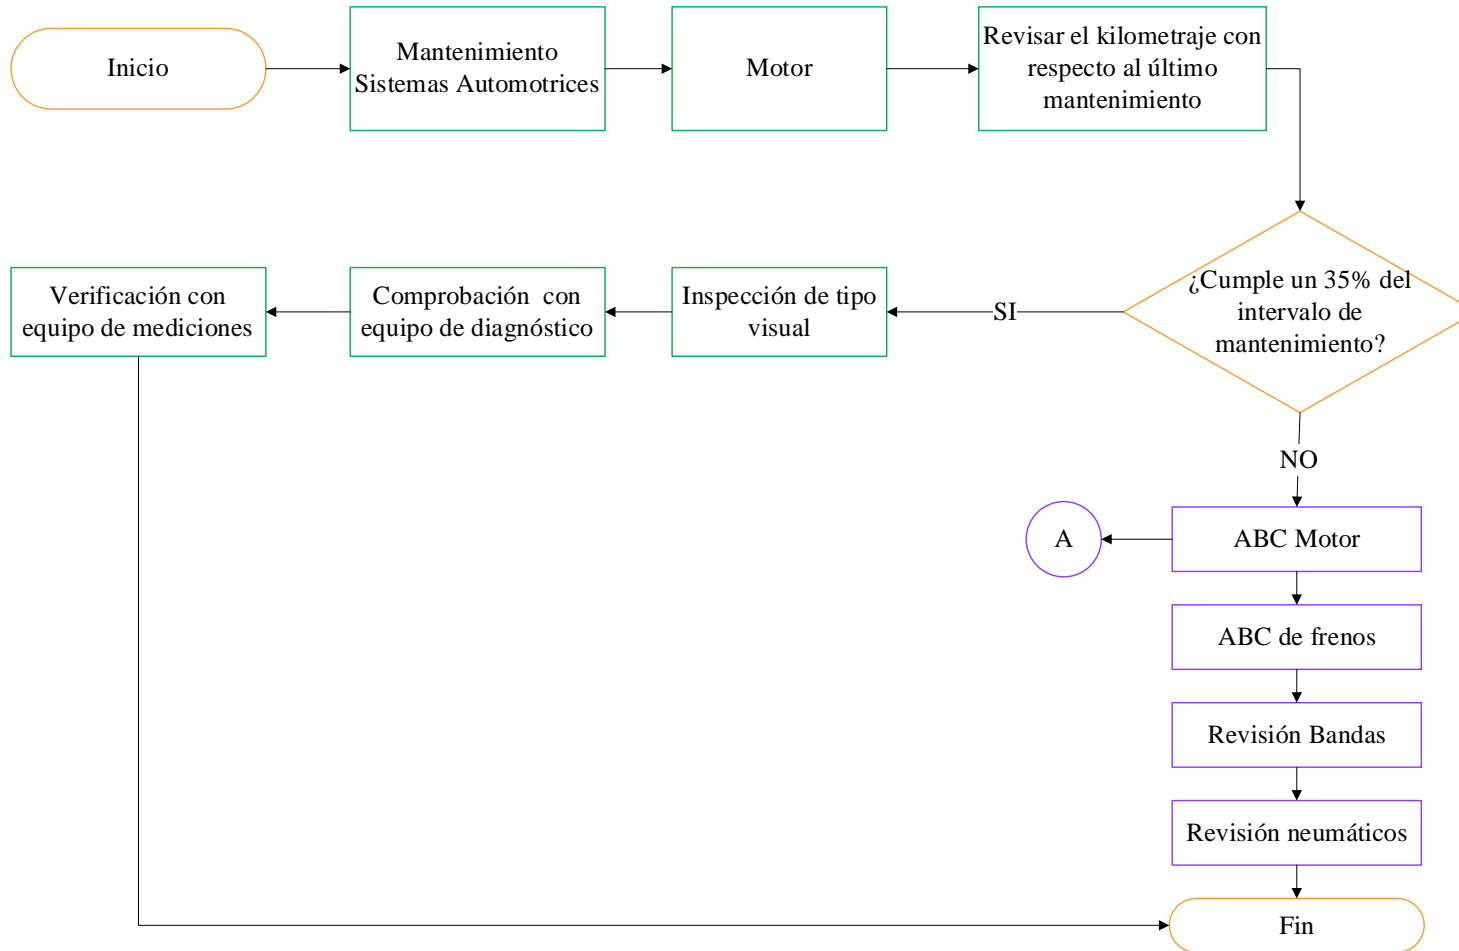 Inicio
Mantenimiento
Sistemas Automotrices
Motor
Revisar el kilometraje con
respecto al último
mantenimiento
¿Cumple un 35% del
intervalo de
mantenimiento?
SI
Inspección de tipo
visual
Comprobación  con
equipo de diagnóstico
Verificación con
equipo de mediciones
NO
ABC Motor
A
ABC de frenos
Revisión Bandas
Revisión neumáticos
Fin